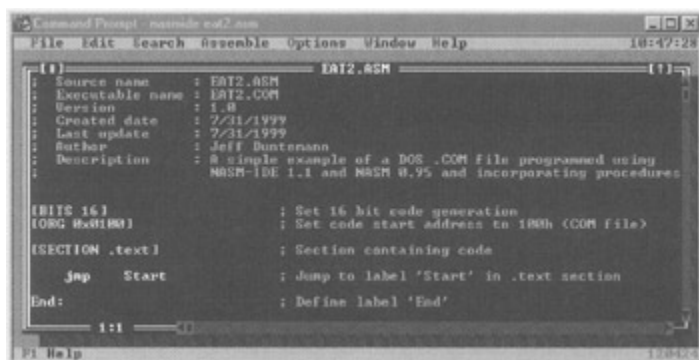 Command Prompt - nasmide eat2.asm
File Edit Search Assemble Options Window Help 10:47:28
EAT2.ASM
; Source name : EAT2.ASM
; Executable name : EAT2.COM
; Version : 1.0
; Created date : 7/31/1999
; Last update : 7/31/1999
; Author : Jeff Duntemann
; Description : A simple example of a DOS .COM file programmed using
; NASM-IDE 1.1 and NASM 0.95 and incorporating procedures
[BITS 16] ; Set 16 bit code generation
[ORG 0x0100] ; Set code start address to 100h (COM file)
[SECTION .text] ; Section containing code
jmp Start ; Jump to label 'Start' in .text section
End: ; Define label 'End'
1:1
F1 Help